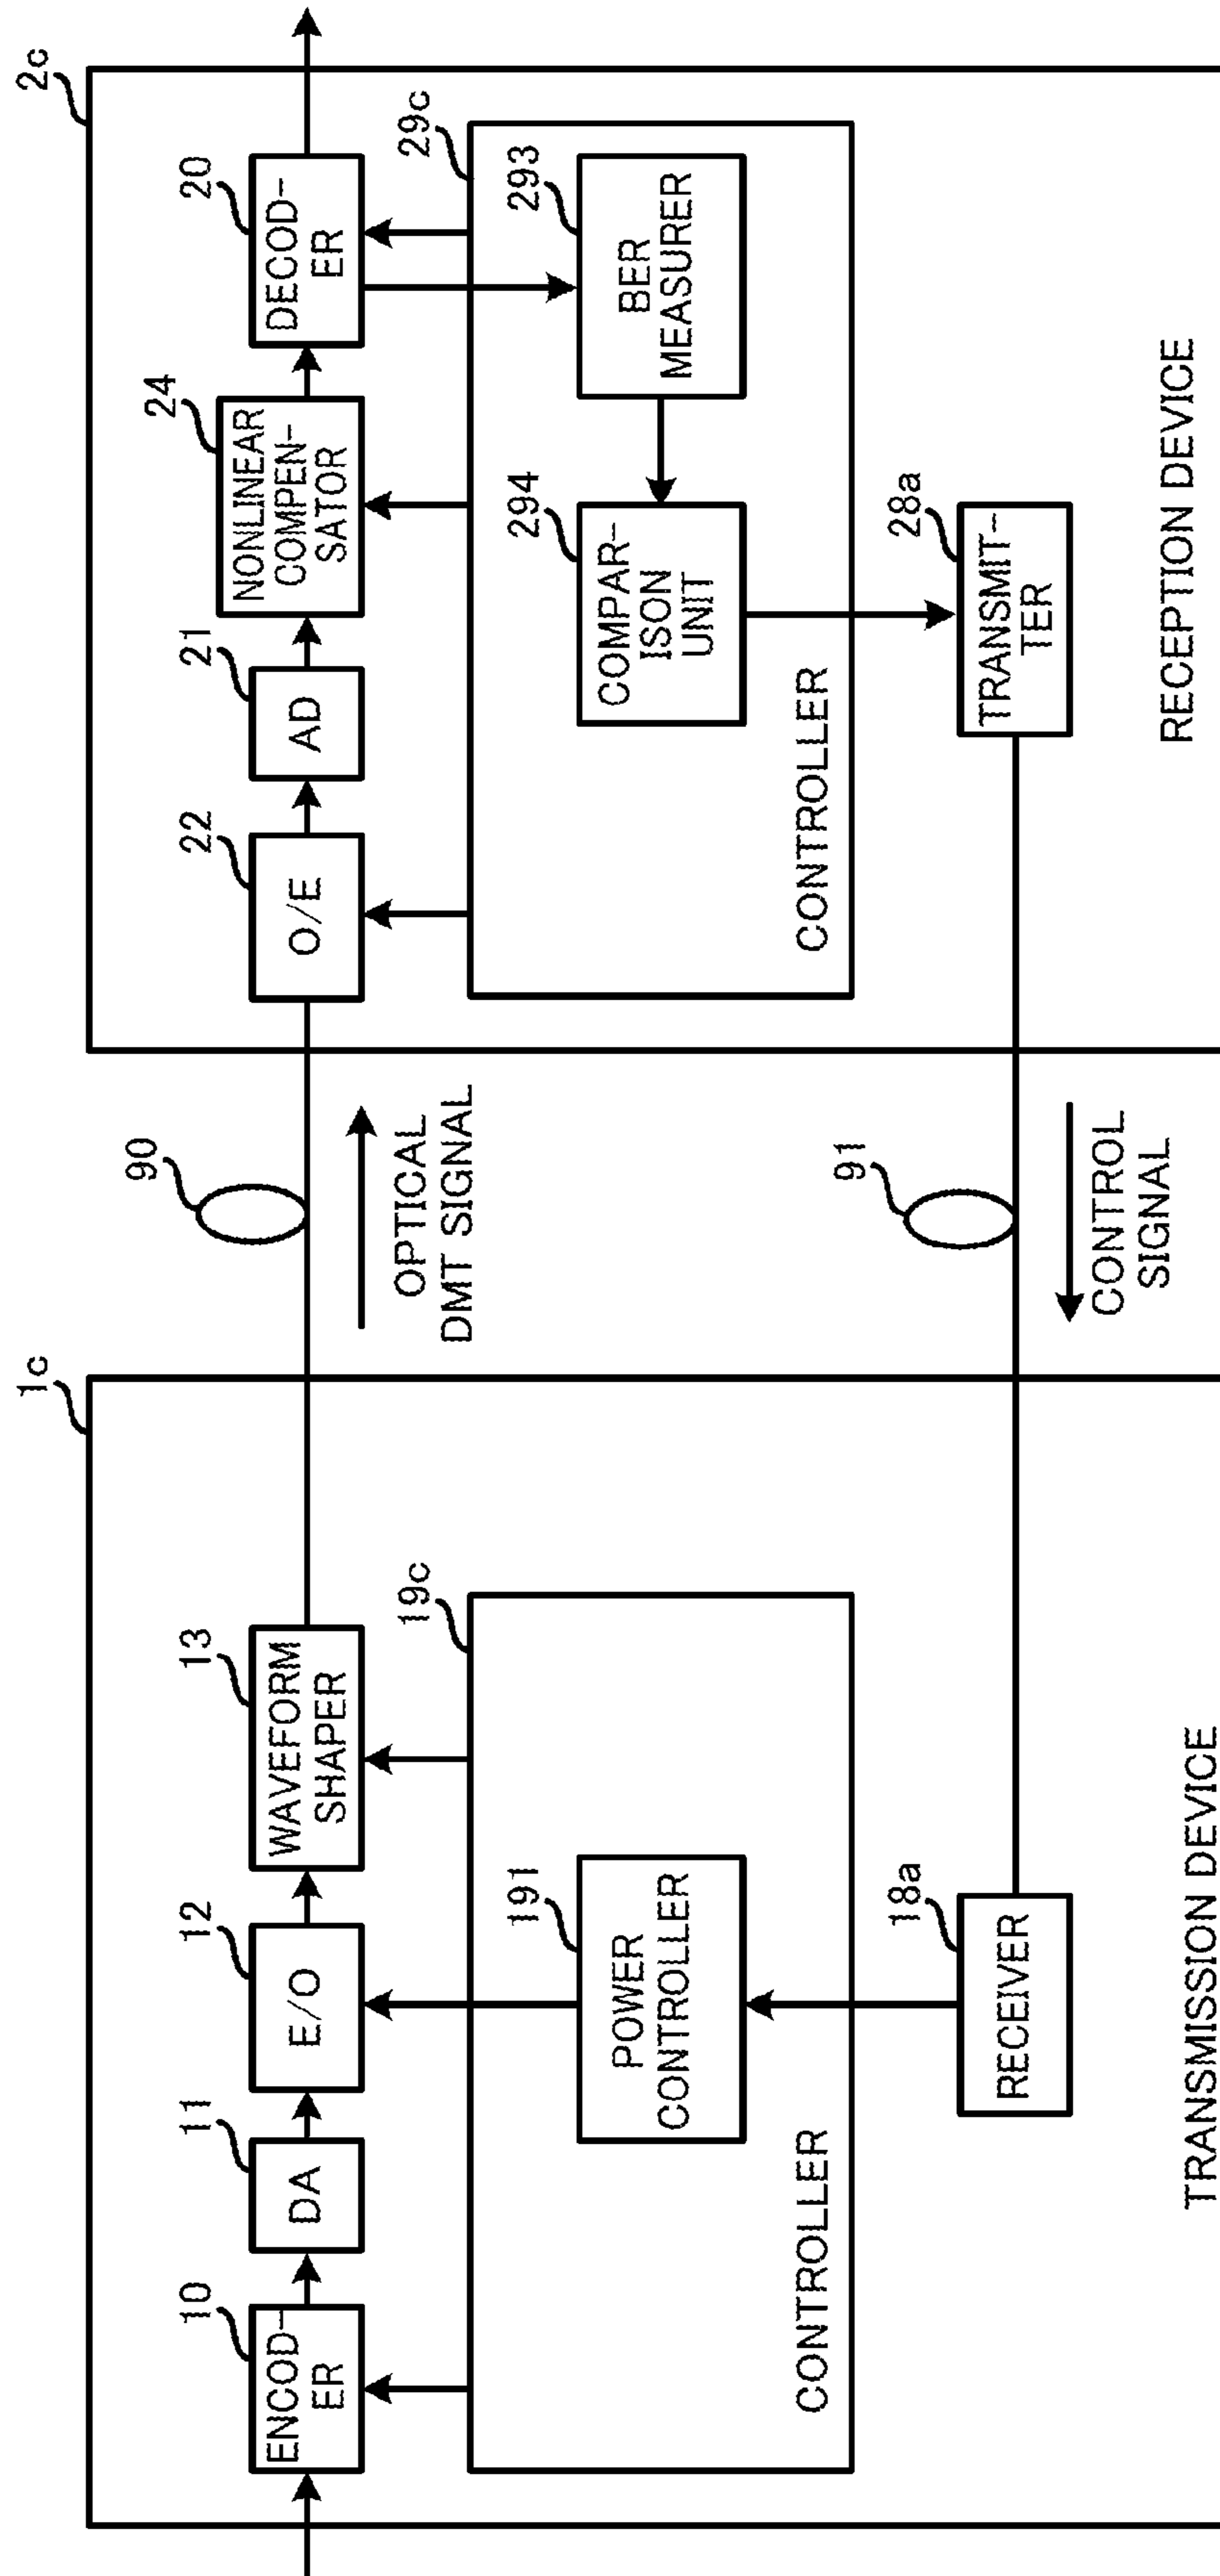 1c
10
ENCOD-
ER
11
DA
12
E/O
13
WAVEFORM
SHAPER
19c
191
POWER
CONTROLLER
CONTROLLER
18a
RECEIVER
TRANSMISSION DEVICE
90
OPTICAL
DMT SIGNAL
91
CONTROL
SIGNAL
2c
22
O/E
21
AD
24
NONLINEAR
COMPEN-
SATOR
20
DECOD-
ER
29c
294
COMPAR-
ISON
UNIT
293
BER
MEASURER
CONTROLLER
28a
TRANSMIT-
TER
RECEPTION DEVICE